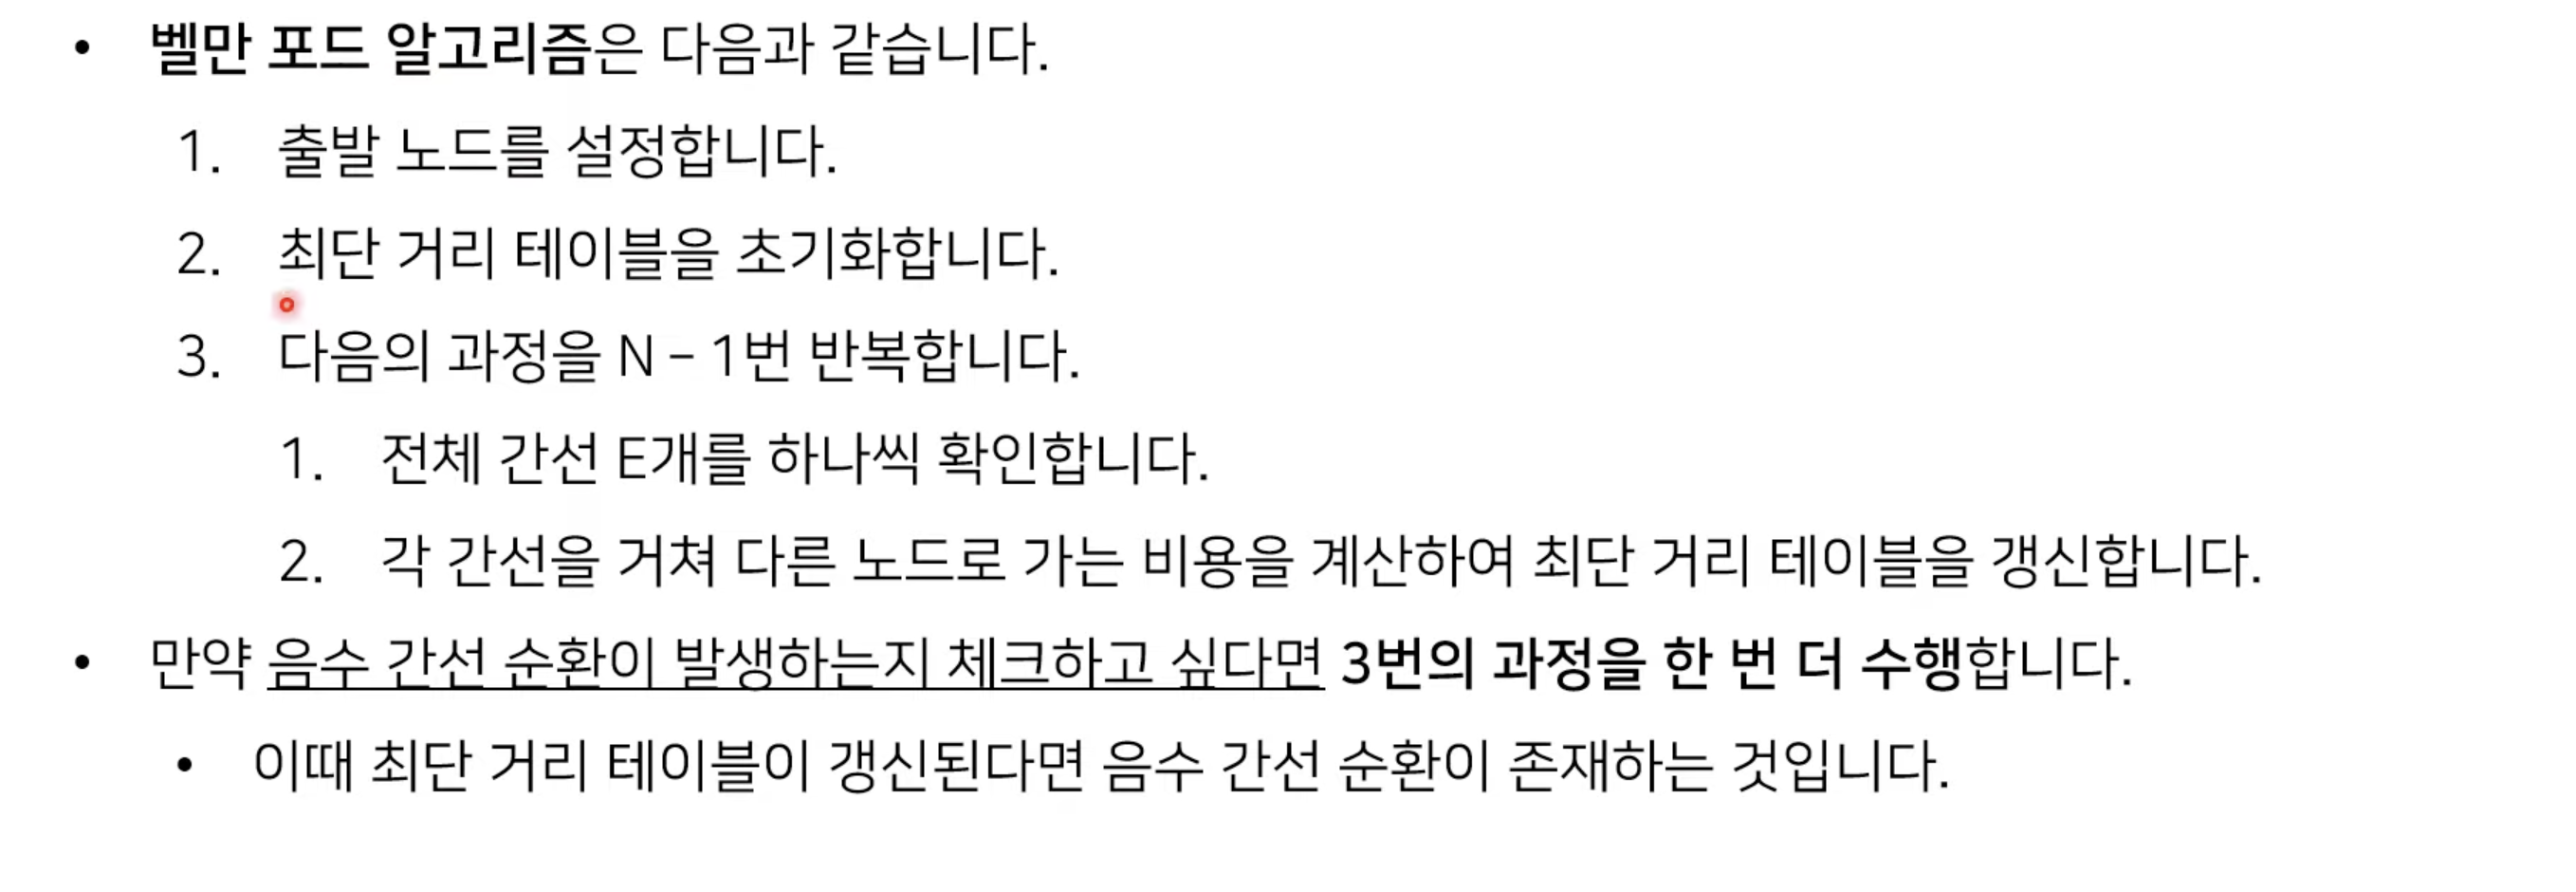 • 벨만 포드 알고리즘은 다음과 같습니다.
1. 출발 노드를 설정합니다.
2. 최단 거리 테이블을 초기화합니다.
3. 다음의 과정을 N – 1번 반복합니다.
1. 전체 간선 E개를 하나씩 확인합니다.
2. 각 간선을 거쳐 다른 노드로 가는 비용을 계산하여 최단 거리 테이블을 갱신합니다.
• 만약 음수 간선 순환이 발생하는지 체크하고 싶다면 3번의 과정을 한 번 더 수행합니다.
• 이때 최단 거리 테이블이 갱신된다면 음수 간선 순환이 존재하는 것입니다.